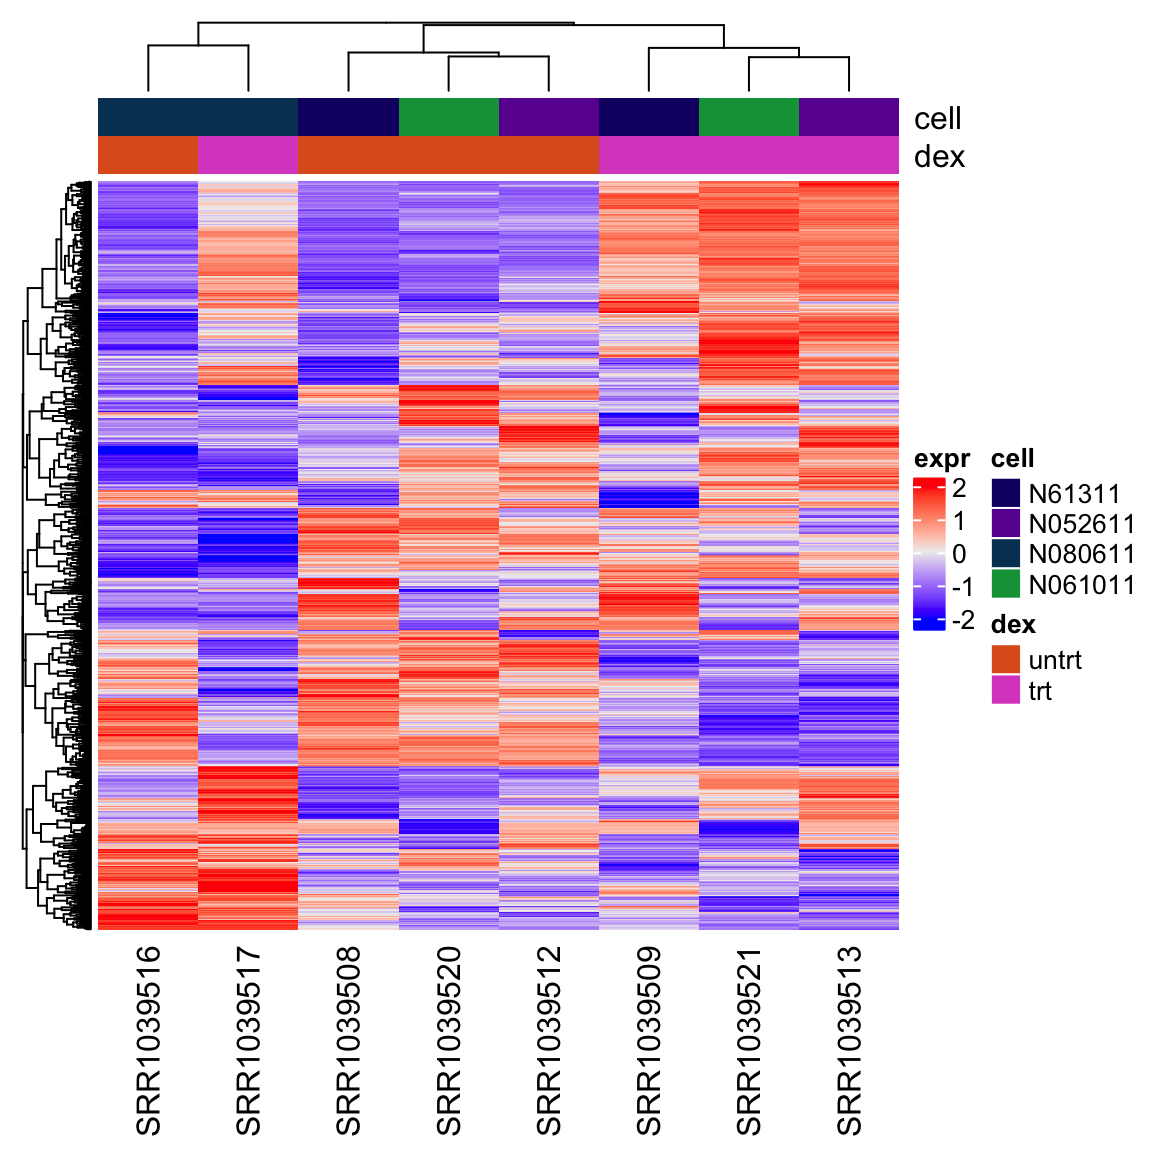 cell
dex
expr
2
1
0
-1
-2
cell
N61311
N052611
N080611
N061011
dex
untrt
trt
SRR1039516
SRR1039517
SRR1039508
SRR1039520
SRR1039512
SRR1039509
SRR1039521
SRR1039513